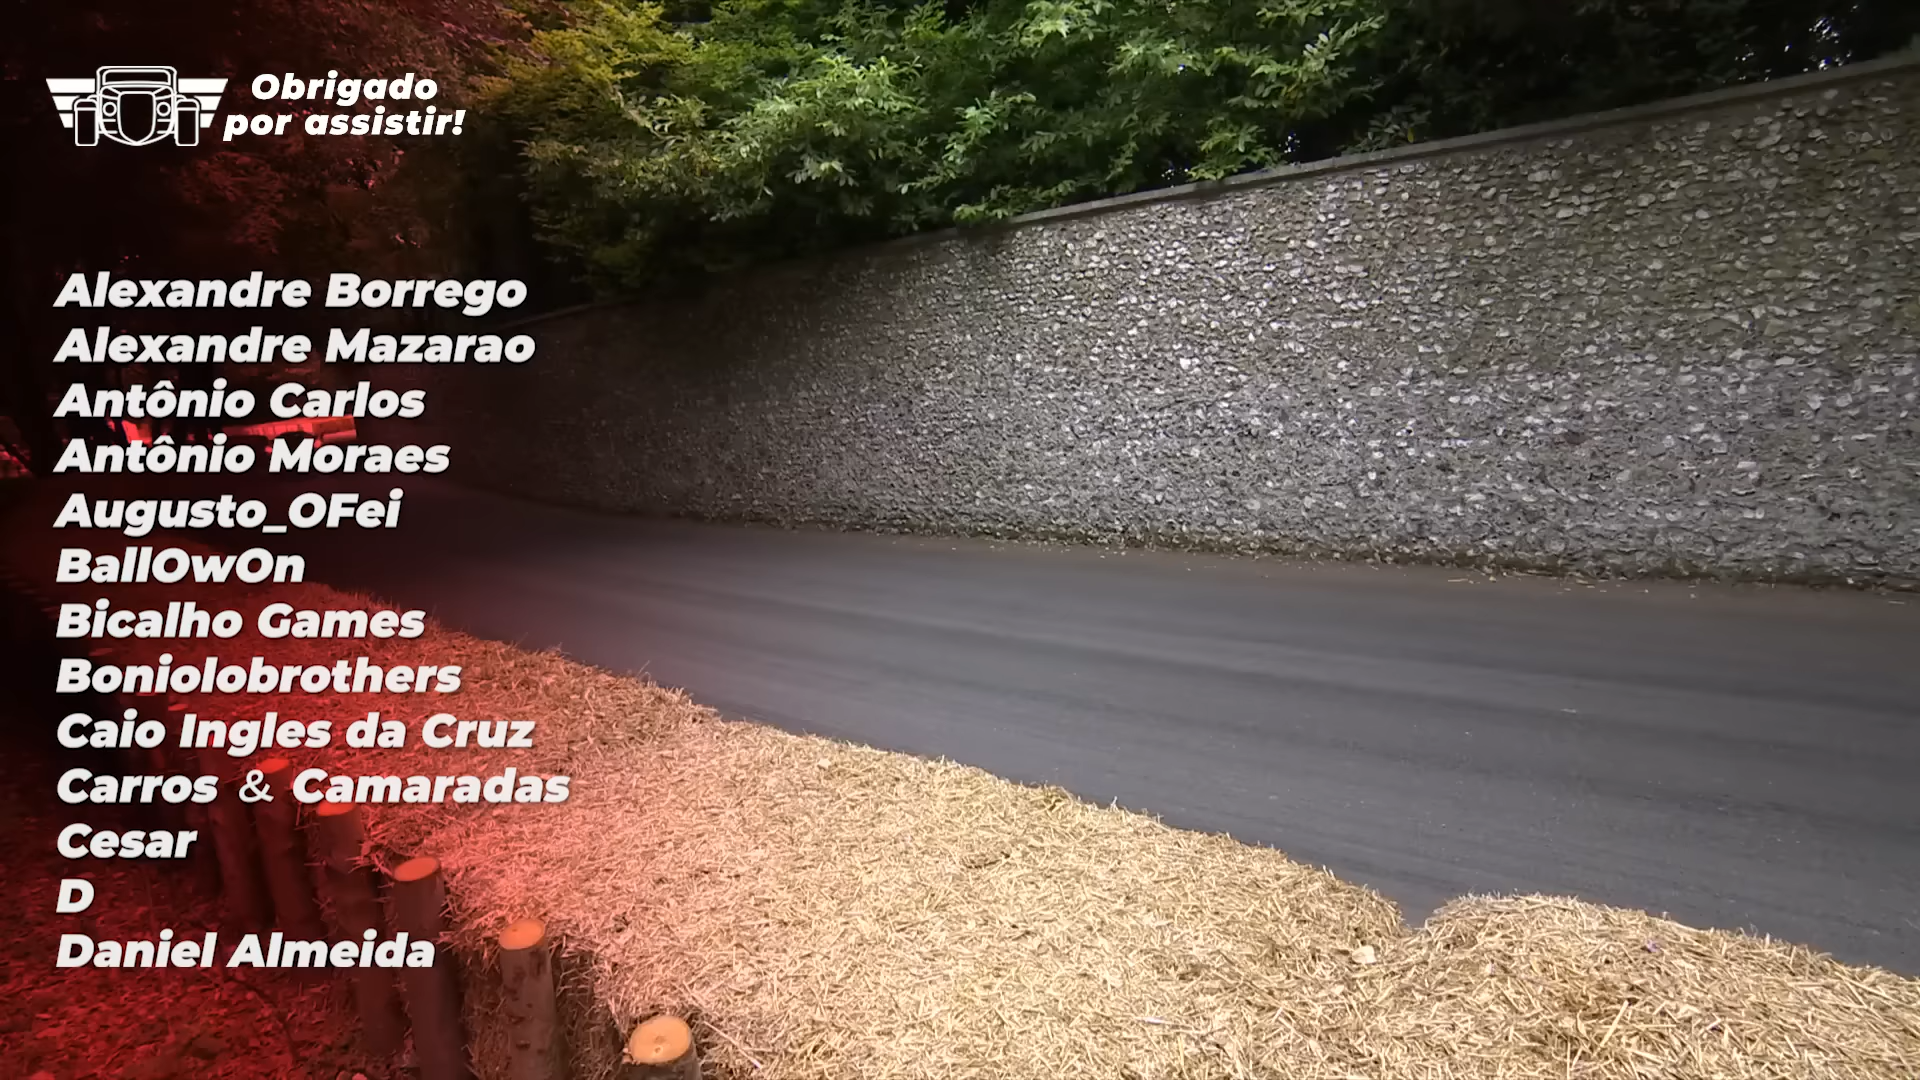 Obrigado
por assistir!
Alexandre Borrego
Alexandre Mazarao
Antônio Carlos
Antônio Moraes
Augusto_OFei
BallOwOn
Bicalho Games
Boniolobrothers
Caio Ingles da Cruz
Carros & Camaradas
Cesar
D
Daniel Almeida